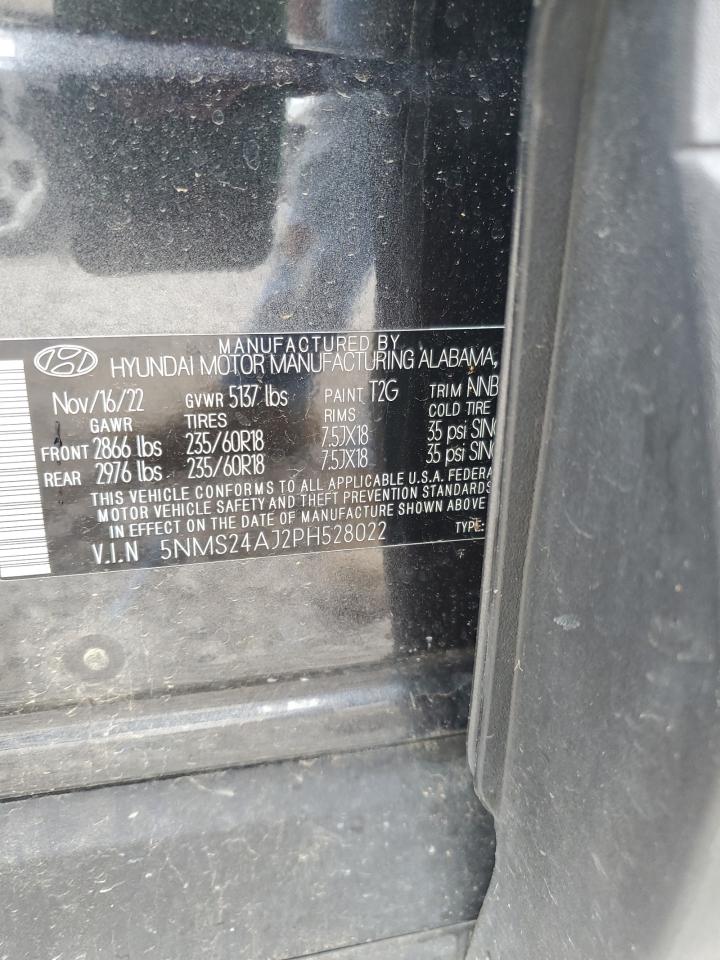 MANUFACTURED BY
HYUNDAI MOTOR MANUFACTURING ALABAMA,
Nov/16/22 GVWR 5137 lbs PAINT T2G TRIM NNB
GAWR TIRES RIMS COLD TIRE
FRONT 2866 lbs 235/60R18 7.5JX18 35 psi SING
REAR 2976 lbs 235/60R18 7.5JX18 35 psi SING
THIS VEHICLE CONFORMS TO ALL APPLICABLE U.S.A. FEDERA
MOTOR VEHICLE SAFETY AND THEFT PREVENTION STANDARDS
IN EFFECT ON THE DATE OF MANUFACTURE SHOWN ABOVE
V.I.N 5NMS24AJ2PH528022 TYPE: